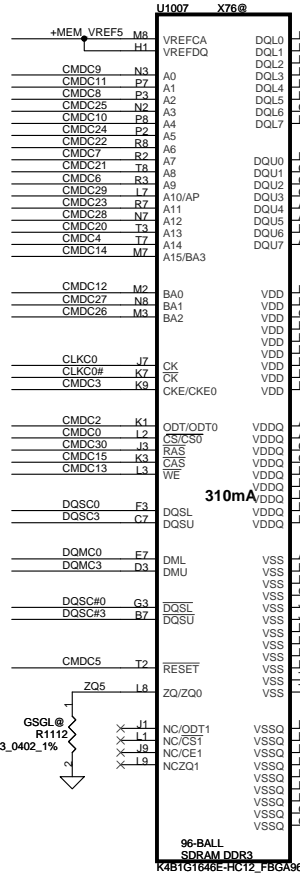 U1007 X76@
+MEM_VREF5 M8 VREFCA DQL0
H1 VREFDQ DQL1
DQL2
CMDC9 N3 A0 DQL3
CMDC11 P7 A1 DQL4
CMDC8 P3 A2 DQL5
CMDC25 N2 A3 DQL6
CMDC10 P8 A4 DQL7
CMDC24 P2 A5
CMDC22 R8 A6
CMDC7 R2 A7 DQU0
CMDC21 T8 A8 DQU1
CMDC6 R3 A9 DQU2
CMDC29 L7 A10/AP DQU3
CMDC23 R7 A11 DQU4
CMDC28 N7 A12 DQU5
CMDC20 T3 A13 DQU6
CMDC4 T7 A14 DQU7
CMDC14 M7 A15/BA3
CMDC12 M2 BA0 VDD
CMDC27 N8 BA1 VDD
CMDC26 M3 BA2 VDD
VDD
VDD
VDD
CLKC0 J7 CK VDD
CLKC0# K7 CK VDD
CMDC3 K9 CKE/CKE0 VDD
CMDC2 K1 ODT/ODT0 VDDQ
CMDC0 L2 CS/CS0 VDDQ
CMDC30 J3 RAS VDDQ
CMDC15 K3 CAS VDDQ
CMDC13 L3 WE VDDQ
VDDQ
310mA VDDQ
DQSC0 F3 DQSL VDDQ
DQSC3 C7 DQSU VDDQ
DQMC0 E7 DML VSS
DQMC3 D3 DMU VSS
VSS
VSS
DQSC#0 G3 DQSL VSS
DQSC#3 B7 DQSU VSS
VSS
VSS
VSS
CMDC5 T2 RESET VSS
VSS
ZQ5 L8 ZQ/ZQ0 VSS
1
GSGL@ J1 NC/ODT1 VSSQ
R1112 L1 NC/CS1 VSSQ
3_0402_1% J9 NC/CE1 VSSQ
2 L9 NCZQ1 VSSQ
VSSQ
VSSQ
VSSQ
VSSQ
VSSQ
96-BALL
SDRAM DDR3
K4B1G1646E-HC12_FBGA96